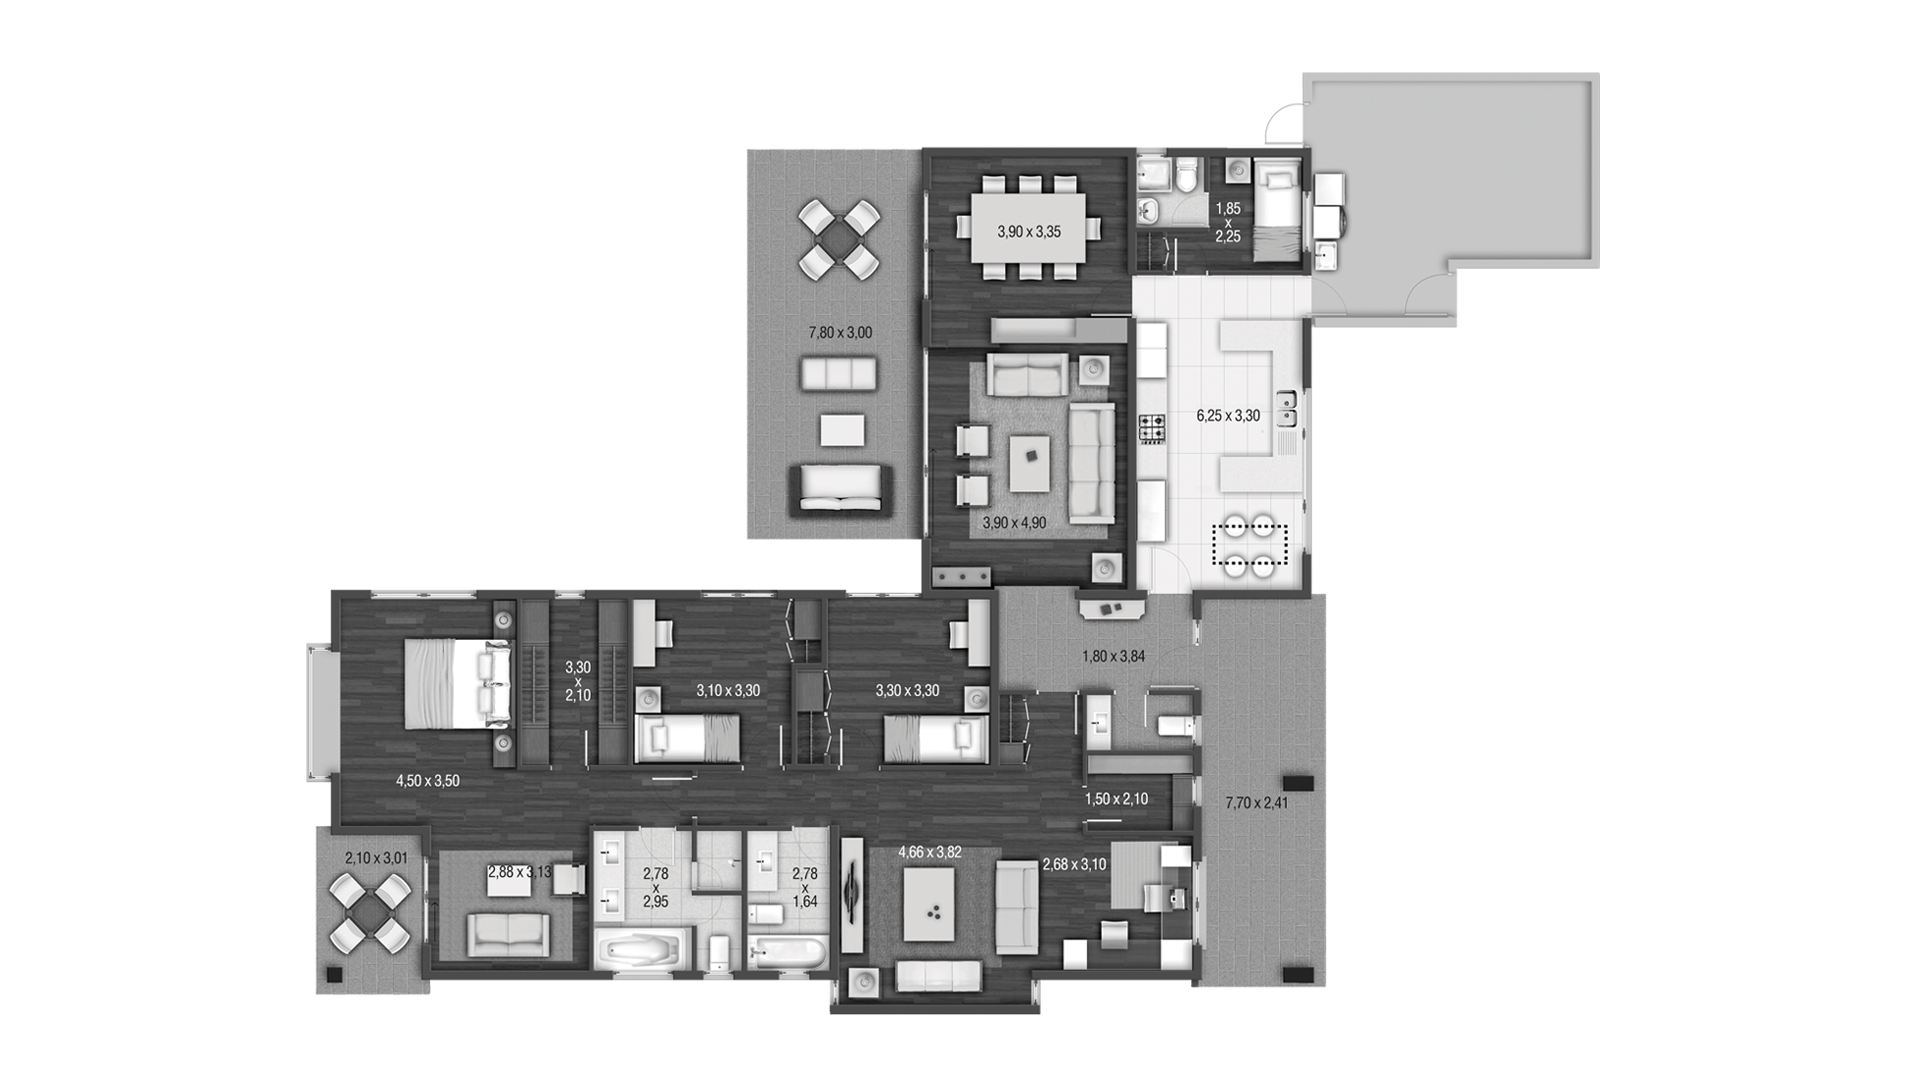 3,90 x 3,35
1,85
x
2,25
7,80 x 3,00
6,25 x 3,30
3,90 x 4,90
1,80 x 3,84
3,30
x
2,10
3,10 x 3,30
3,30 x 3,30
4,50 x 3,50
1,50 x 2,10
7,70 x 2,41
2,10 x 3,01
2,88 x 3,13
2,78
x
2,95
2,78
x
1,64
4,66 x 3,82
2,68 x 3,10